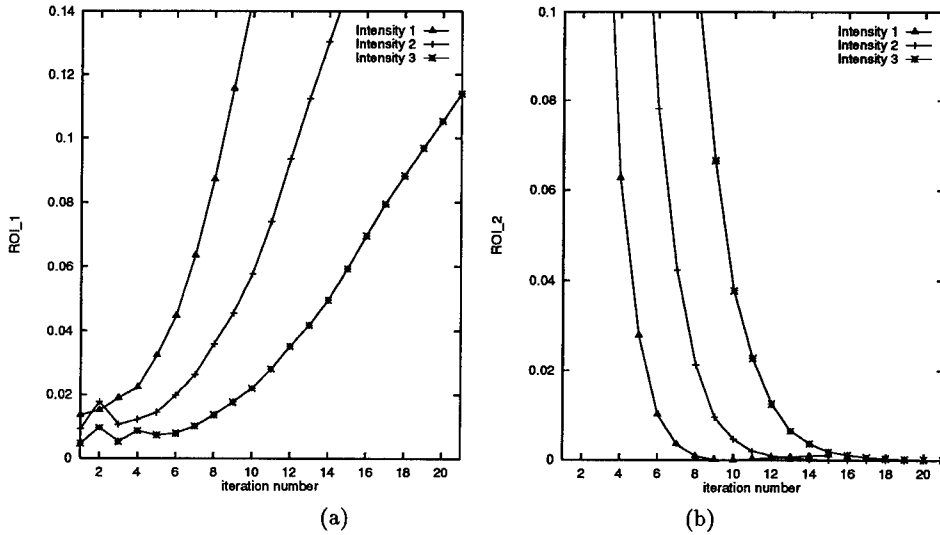 0.14
0.12
0.1
0.08
0.06
0.04
0.02
0
ROI_1
Intensity 1
Intensity 2
Intensity 3
2 4 6 8 10 12 14 16 18 20
iteration number
(a)
0.1
0.08
0.06
0.04
0.02
0
ROI_2
Intensity 1
Intensity 2
Intensity 3
2 4 6 8 10 12 14 16 18 20
iteration number
(b)